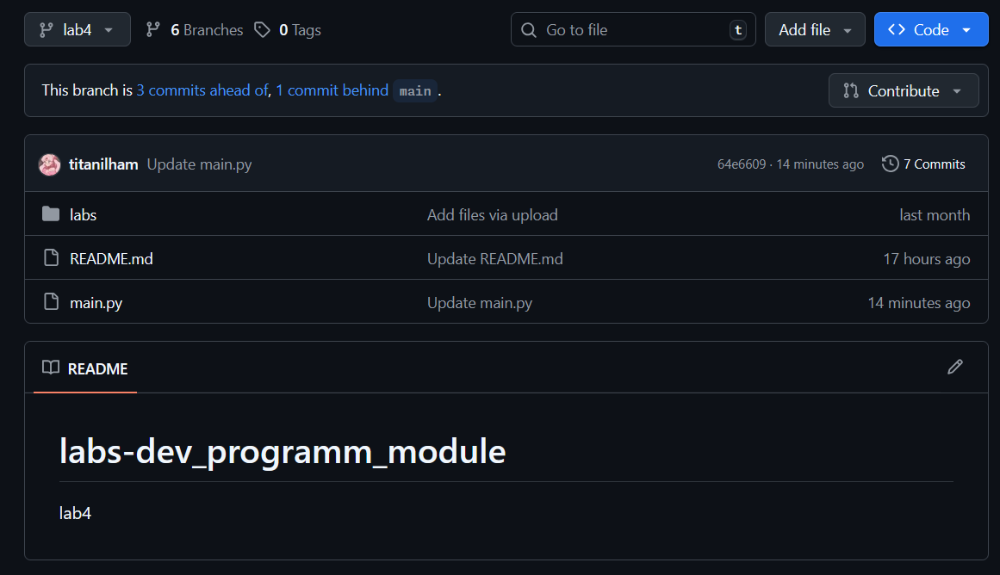 lab4 6 Branches 0 Tags Go to file t Add file Code
This branch is 3 commits ahead of, 1 commit behind main .
Contribute
titanilham Update main.py 64e6609 · 14 minutes ago 7 Commits
labs Add files via upload last month
README.md Update README.md 17 hours ago
main.py Update main.py 14 minutes ago
README
labs-dev_programm_module
lab4